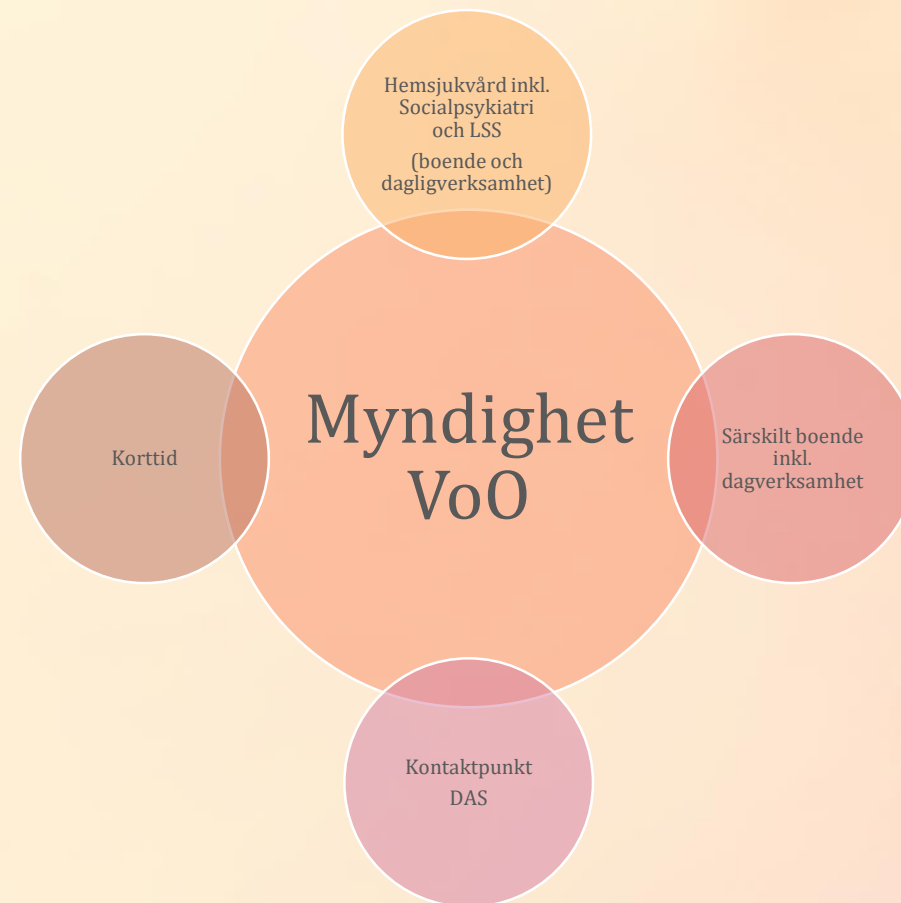 Hemsjukvård inkl.
Socialpsykiatri
och LSS
(boende och
dagligverksamhet)
Myndighet
VoO
Korttid
Särskilt boende
inkl.
dagverksamhet
Kontaktpunkt
DAS